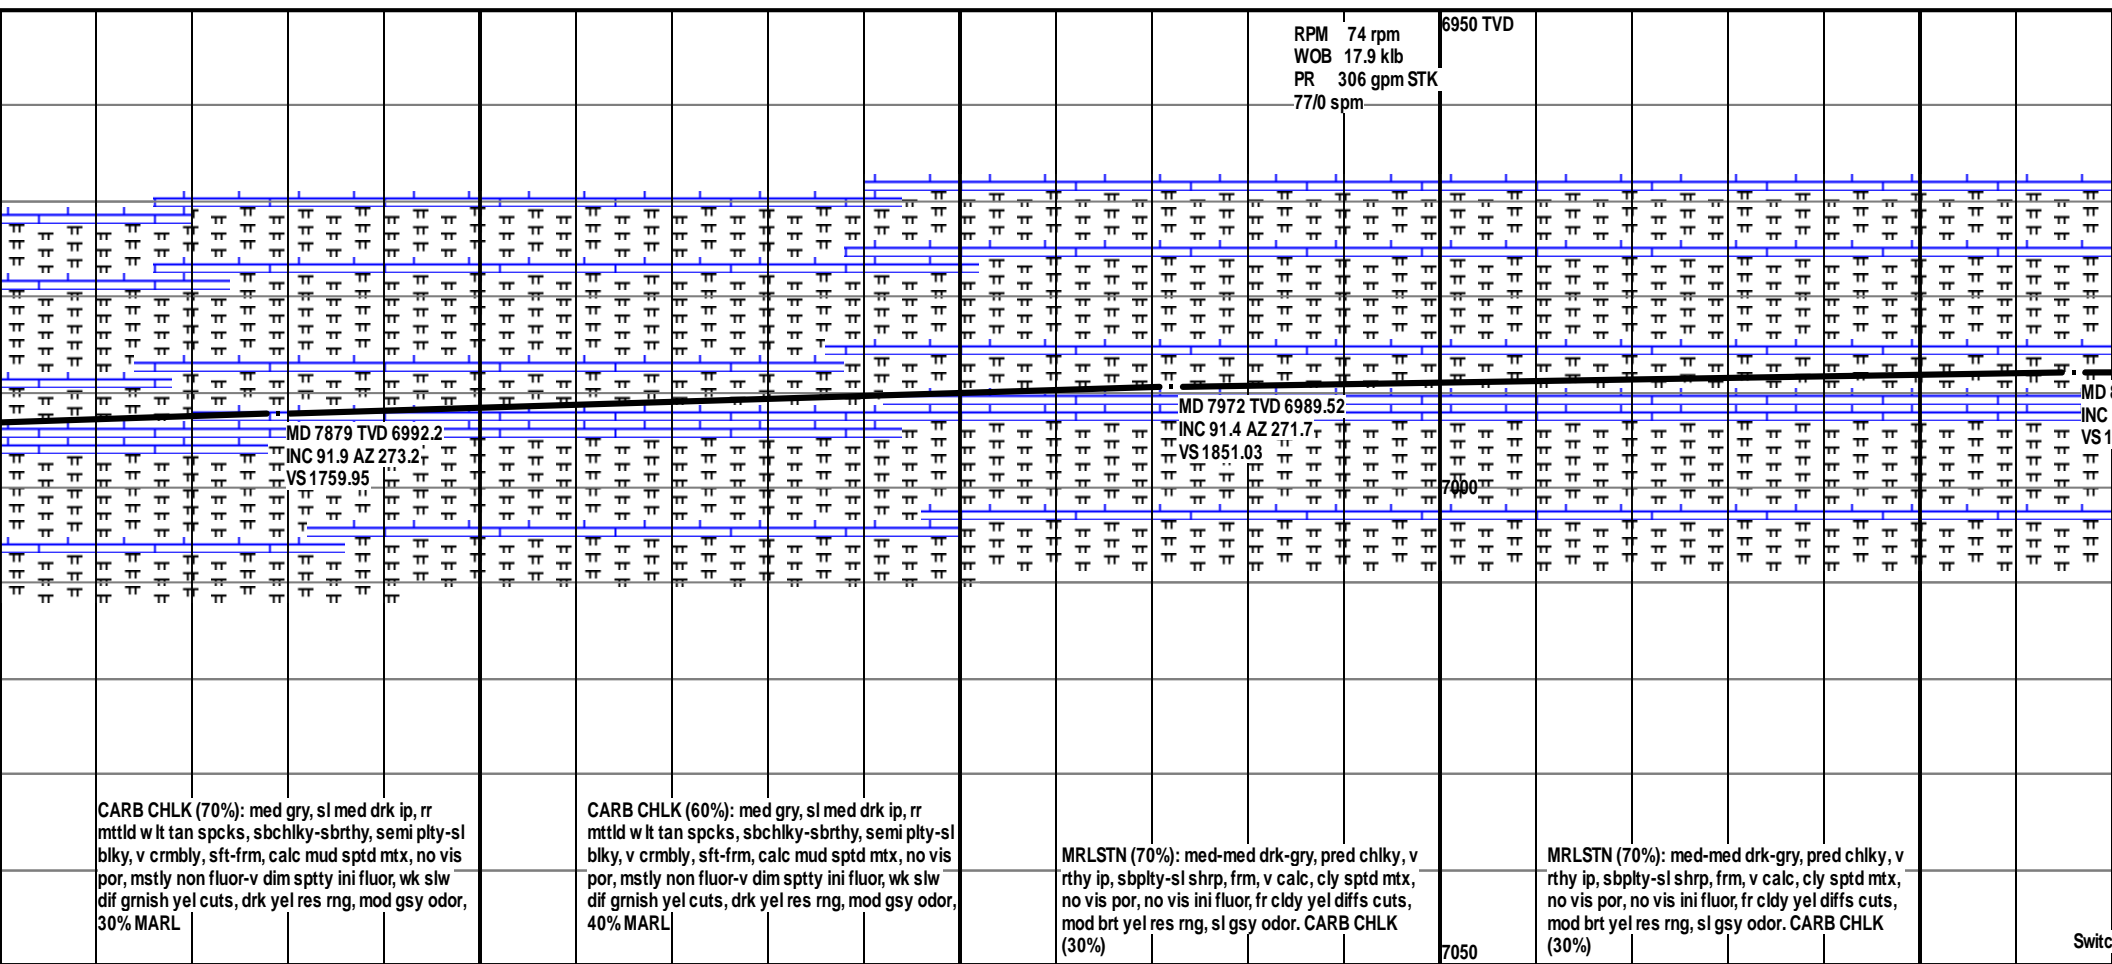 6950 TVD
RPM 74 rpm
WOB 17.9 klb
PR 306 gpm STK
77/0 spm
MD 7879 TVD 6992.2
INC 91.9 AZ 273.2
VS 1759.95
MD 7972 TVD 6989.52
INC 91.4 AZ 271.7
VS 1851.03
MD
INC
VS 1
7000
CARB CHLK (70%): med gry, sl med drk ip, rr
mttld w lt tan spcks, sbchlky-sbrthy, semi plty-sl
blky, v crmbly, sft-frm, calc mud sptd mtx, no vis
por, mstly non fluor-v dim sptty ini fluor, wk slw
dif grnish yel cuts, drk yel res rng, mod gsy odor,
30% MARL
CARB CHLK (60%): med gry, sl med drk ip, rr
mttld w lt tan spcks, sbchlky-sbrthy, semi plty-sl
blky, v crmbly, sft-frm, calc mud sptd mtx, no vis
por, mstly non fluor-v dim sptty ini fluor, wk slw
dif grnish yel cuts, drk yel res rng, mod gsy odor,
40% MARL
MRLSTN (70%): med-med drk-gry, pred chlky, v
rthy ip, sbplty-sl shrp, frm, v calc, cly sptd mtx,
no vis por, no vis ini fluor, fr cldy yel diffs cuts,
mod brt yel res rng, sl gsy odor. CARB CHLK
(30%)
MRLSTN (70%): med-med drk-gry, pred chlky, v
rthy ip, sbplty-sl shrp, frm, v calc, cly sptd mtx,
no vis por, no vis ini fluor, fr cldy yel diffs cuts,
mod brt yel res rng, sl gsy odor. CARB CHLK
(30%)
7050
Switc